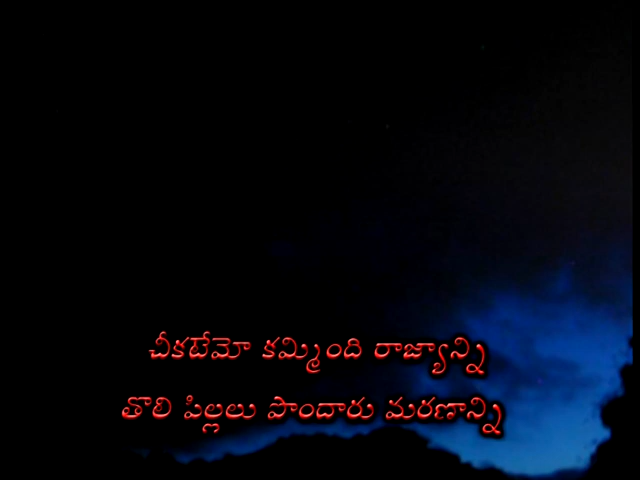 చీకటేమో కమ్మింది రాజ్యాన్ని
తొలి పిల్లలు పొందారు మరణాన్ని